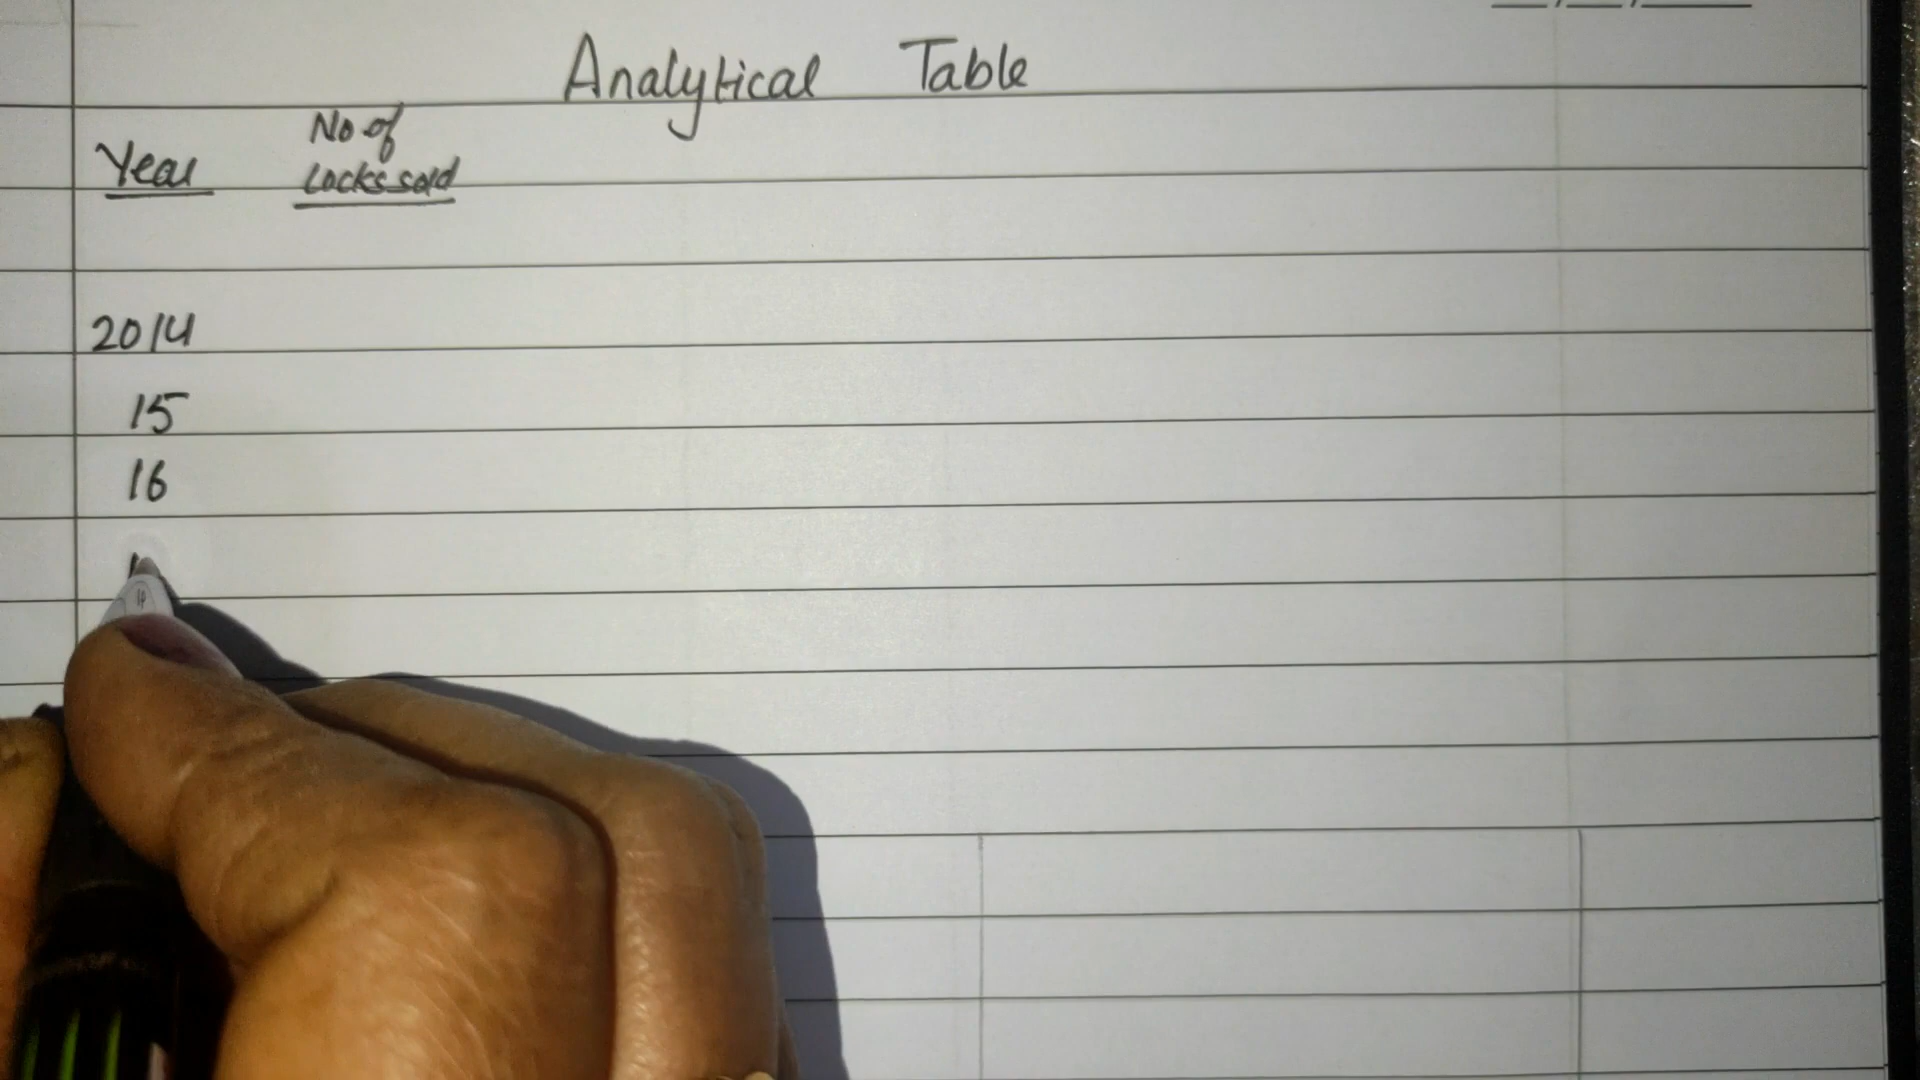 Analytical Table
Year
No of
Locks sold
2014
15
16